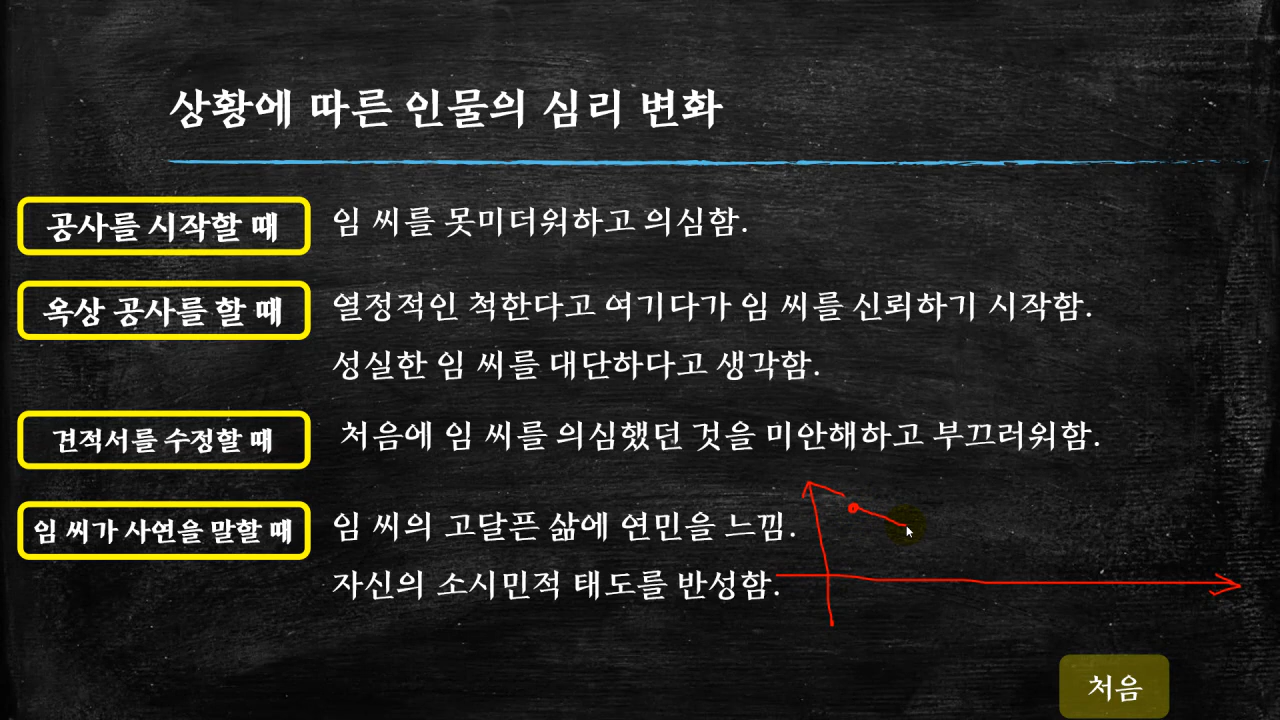 상황에 따른 인물의 심리 변화
공사를 시작할 때
임 씨를 못미더워하고 의심함.
옥상 공사를 할 때
열정적인 척한다고 여기다가 임 씨를 신뢰하기 시작함.
성실한 임 씨를 대단하다고 생각함.
견적서를 수정할 때
처음에 임 씨를 의심했던 것을 미안해하고 부끄러워함.
임 씨가 사연을 말할 때
임 씨의 고달픈 삶에 연민을 느낌.
자신의 소시민적 태도를 반성함.
처음